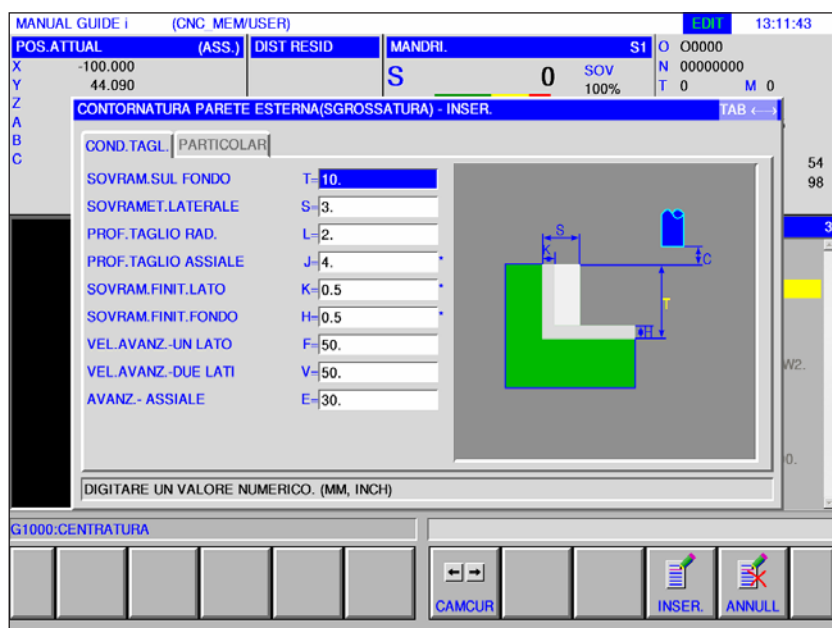 MANUAL GUIDE i (CNC_MEM/USER) EDIT 13:11:43
POS.ATTUAL (ASS.) DIST RESID MANDRI. S1 O O0000
X -100.000 S 0 SOV 100% N 00000000
Y 44.090 T 0 M 0
Z
A
B
C
54
98
CONTORNATURA PARETE ESTERNA(SGROSSATURA) - INSER. TAB ←→
COND.TAGL. PARTICOLAR
SOVRAM.SUL FONDO T=10.
SOVRAMET.LATERALE S=3.
PROF.TAGLIO RAD. L=2.
PROF.TAGLIO ASSIALE J=4. *
SOVRAM.FINIT.LATO K=0.5 *
SOVRAM.FINIT.FONDO H=0.5 *
VEL.AVANZ.-UN LATO F=50.
VEL.AVANZ.-DUE LATI V=50.
AVANZ.- ASSIALE E=30.
S
K
C
T
H
3
W2.
00.
DIGITARE UN VALORE NUMERICO. (MM, INCH)
G1000:CENTRATURA
CAMCUR INSER. ANNULL